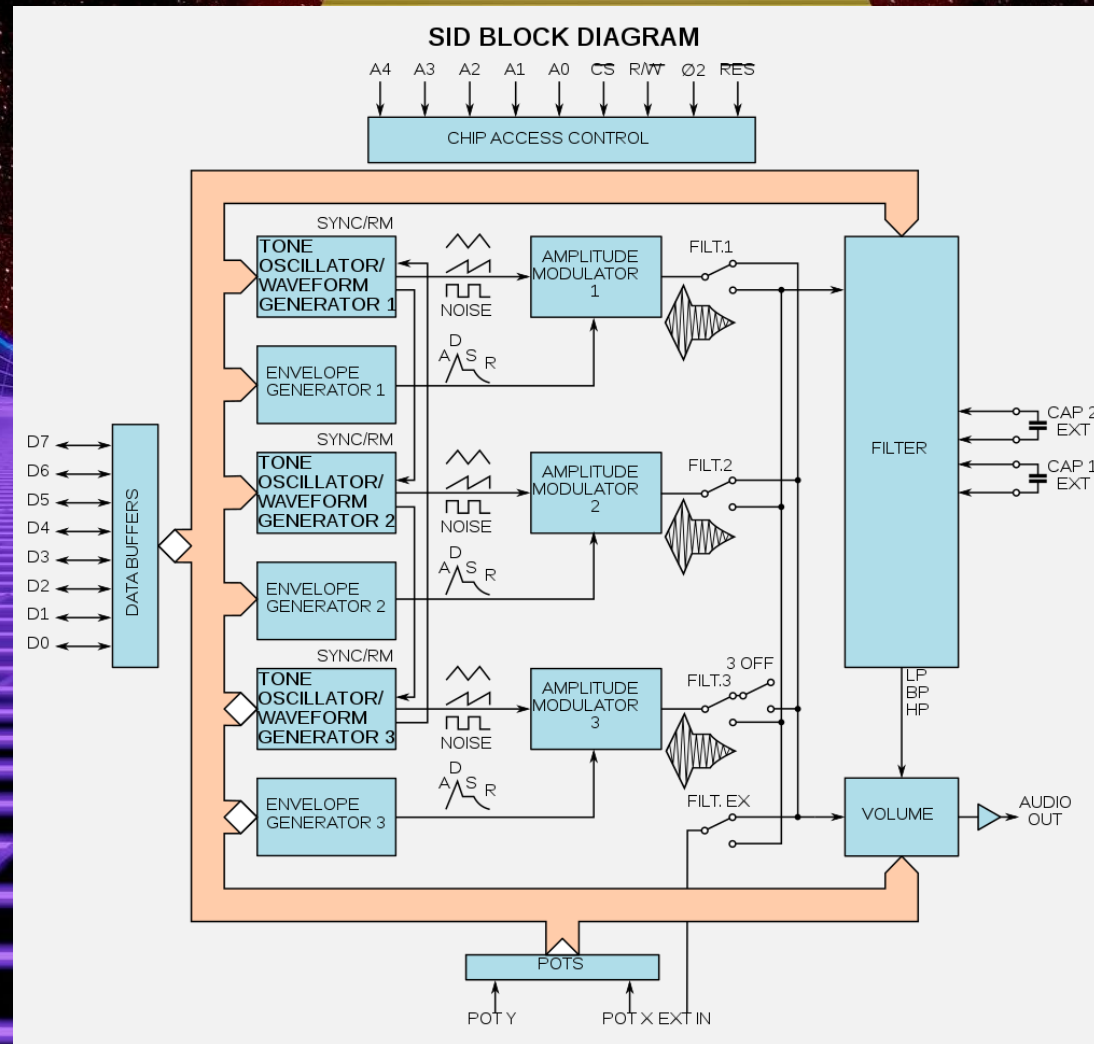 SID BLOCK DIAGRAM
A4 A3 A2 A1 A0 CS R/W Ø2 RES
CHIP ACCESS CONTROL
SYNC/RM
TONE
OSCILLATOR/
WAVEFORM
GENERATOR 1
NOISE
AMPLITUDE
MODULATOR
1
FILT.1
ENVELOPE
GENERATOR 1
A D S R
SYNC/RM
TONE
OSCILLATOR/
WAVEFORM
GENERATOR 2
NOISE
AMPLITUDE
MODULATOR
2
FILT.2
ENVELOPE
GENERATOR 2
A D S R
SYNC/RM
TONE
OSCILLATOR/
WAVEFORM
GENERATOR 3
NOISE
AMPLITUDE
MODULATOR
3
FILT.3
3 OFF
ENVELOPE
GENERATOR 3
A D S R
FILT. EX
D7
D6
D5
D4
D3
D2
D1
D0
DATA BUFFERS
FILTER
CAP 2
EXT
CAP 1
EXT
LP
BP
HP
VOLUME
AUDIO
OUT
POTS
POT Y
POT X
EXT IN